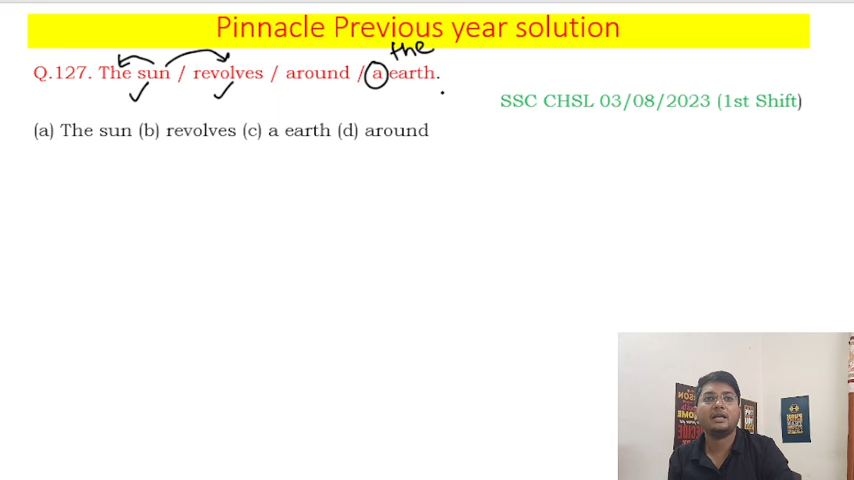 Pinnacle Previous year solution
the
Q.127. The sun / revolves / around / a earth.
SSC CHSL 03/08/2023 (1st Shift)
(a) The sun (b) revolves (c) a earth (d) around